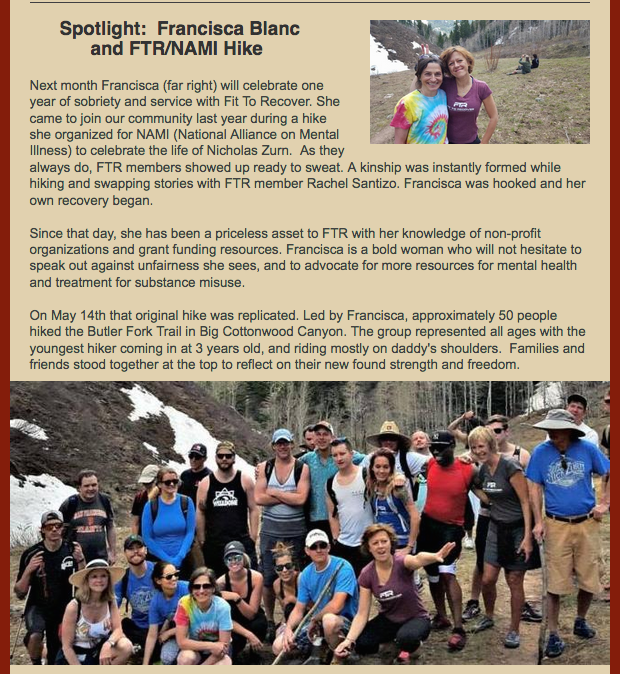 Spotlight:  Francisca Blanc
and FTR/NAMI Hike
Next month Francisca (far right) will celebrate one
year of sobriety and service with Fit To Recover. She
came to join our community last year during a hike
she organized for NAMI (National Alliance on Mental
Illness) to celebrate the life of Nicholas Zurn.  As they
always do, FTR members showed up ready to sweat. A kinship was instantly formed while
hiking and swapping stories with FTR member Rachel Santizo. Francisca was hooked and her
own recovery began.
Since that day, she has been a priceless asset to FTR with her knowledge of non-profit
organizations and grant funding resources. Francisca is a bold woman who will not hesitate to
speak out against unfairness she sees, and to advocate for more resources for mental health
and treatment for substance misuse.
On May 14th that original hike was replicated. Led by Francisca, approximately 50 people
hiked the Butler Fork Trail in Big Cottonwood Canyon. The group represented all ages with the
youngest hiker coming in at 3 years old, and riding mostly on daddy's shoulders.  Families and
friends stood together at the top to reflect on their new found strength and freedom.